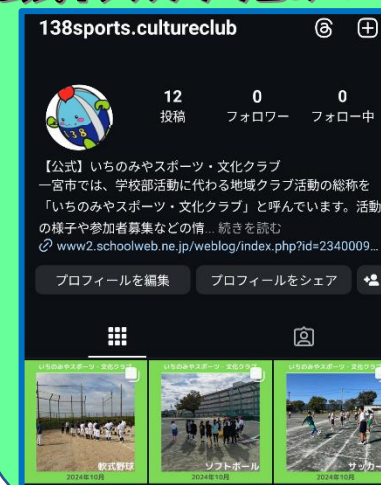 138sports.cultureclub
12
投稿
0
フォロワー
0
フォロー中
138
【公式】いちのみやスポーツ・文化クラブ
一宮市では、学校部活動に代わる地域クラブ活動の総称を
「いちのみやスポーツ・文化クラブ」と呼んでいます。活動
の様子や参加者募集などの情... 続きを読む
www2.schoolweb.ne.jp/weblog/index.php?id=2340009...
プロフィールを編集
プロフィールをシェア
いちのみやスポーツ・文化クラブ
軟式野球
2024年10月
いちのみやスポーツ・文化クラブ
ソフトボール
2024年10月
いちのみやスポーツ・文化
サッカー
2024年10月